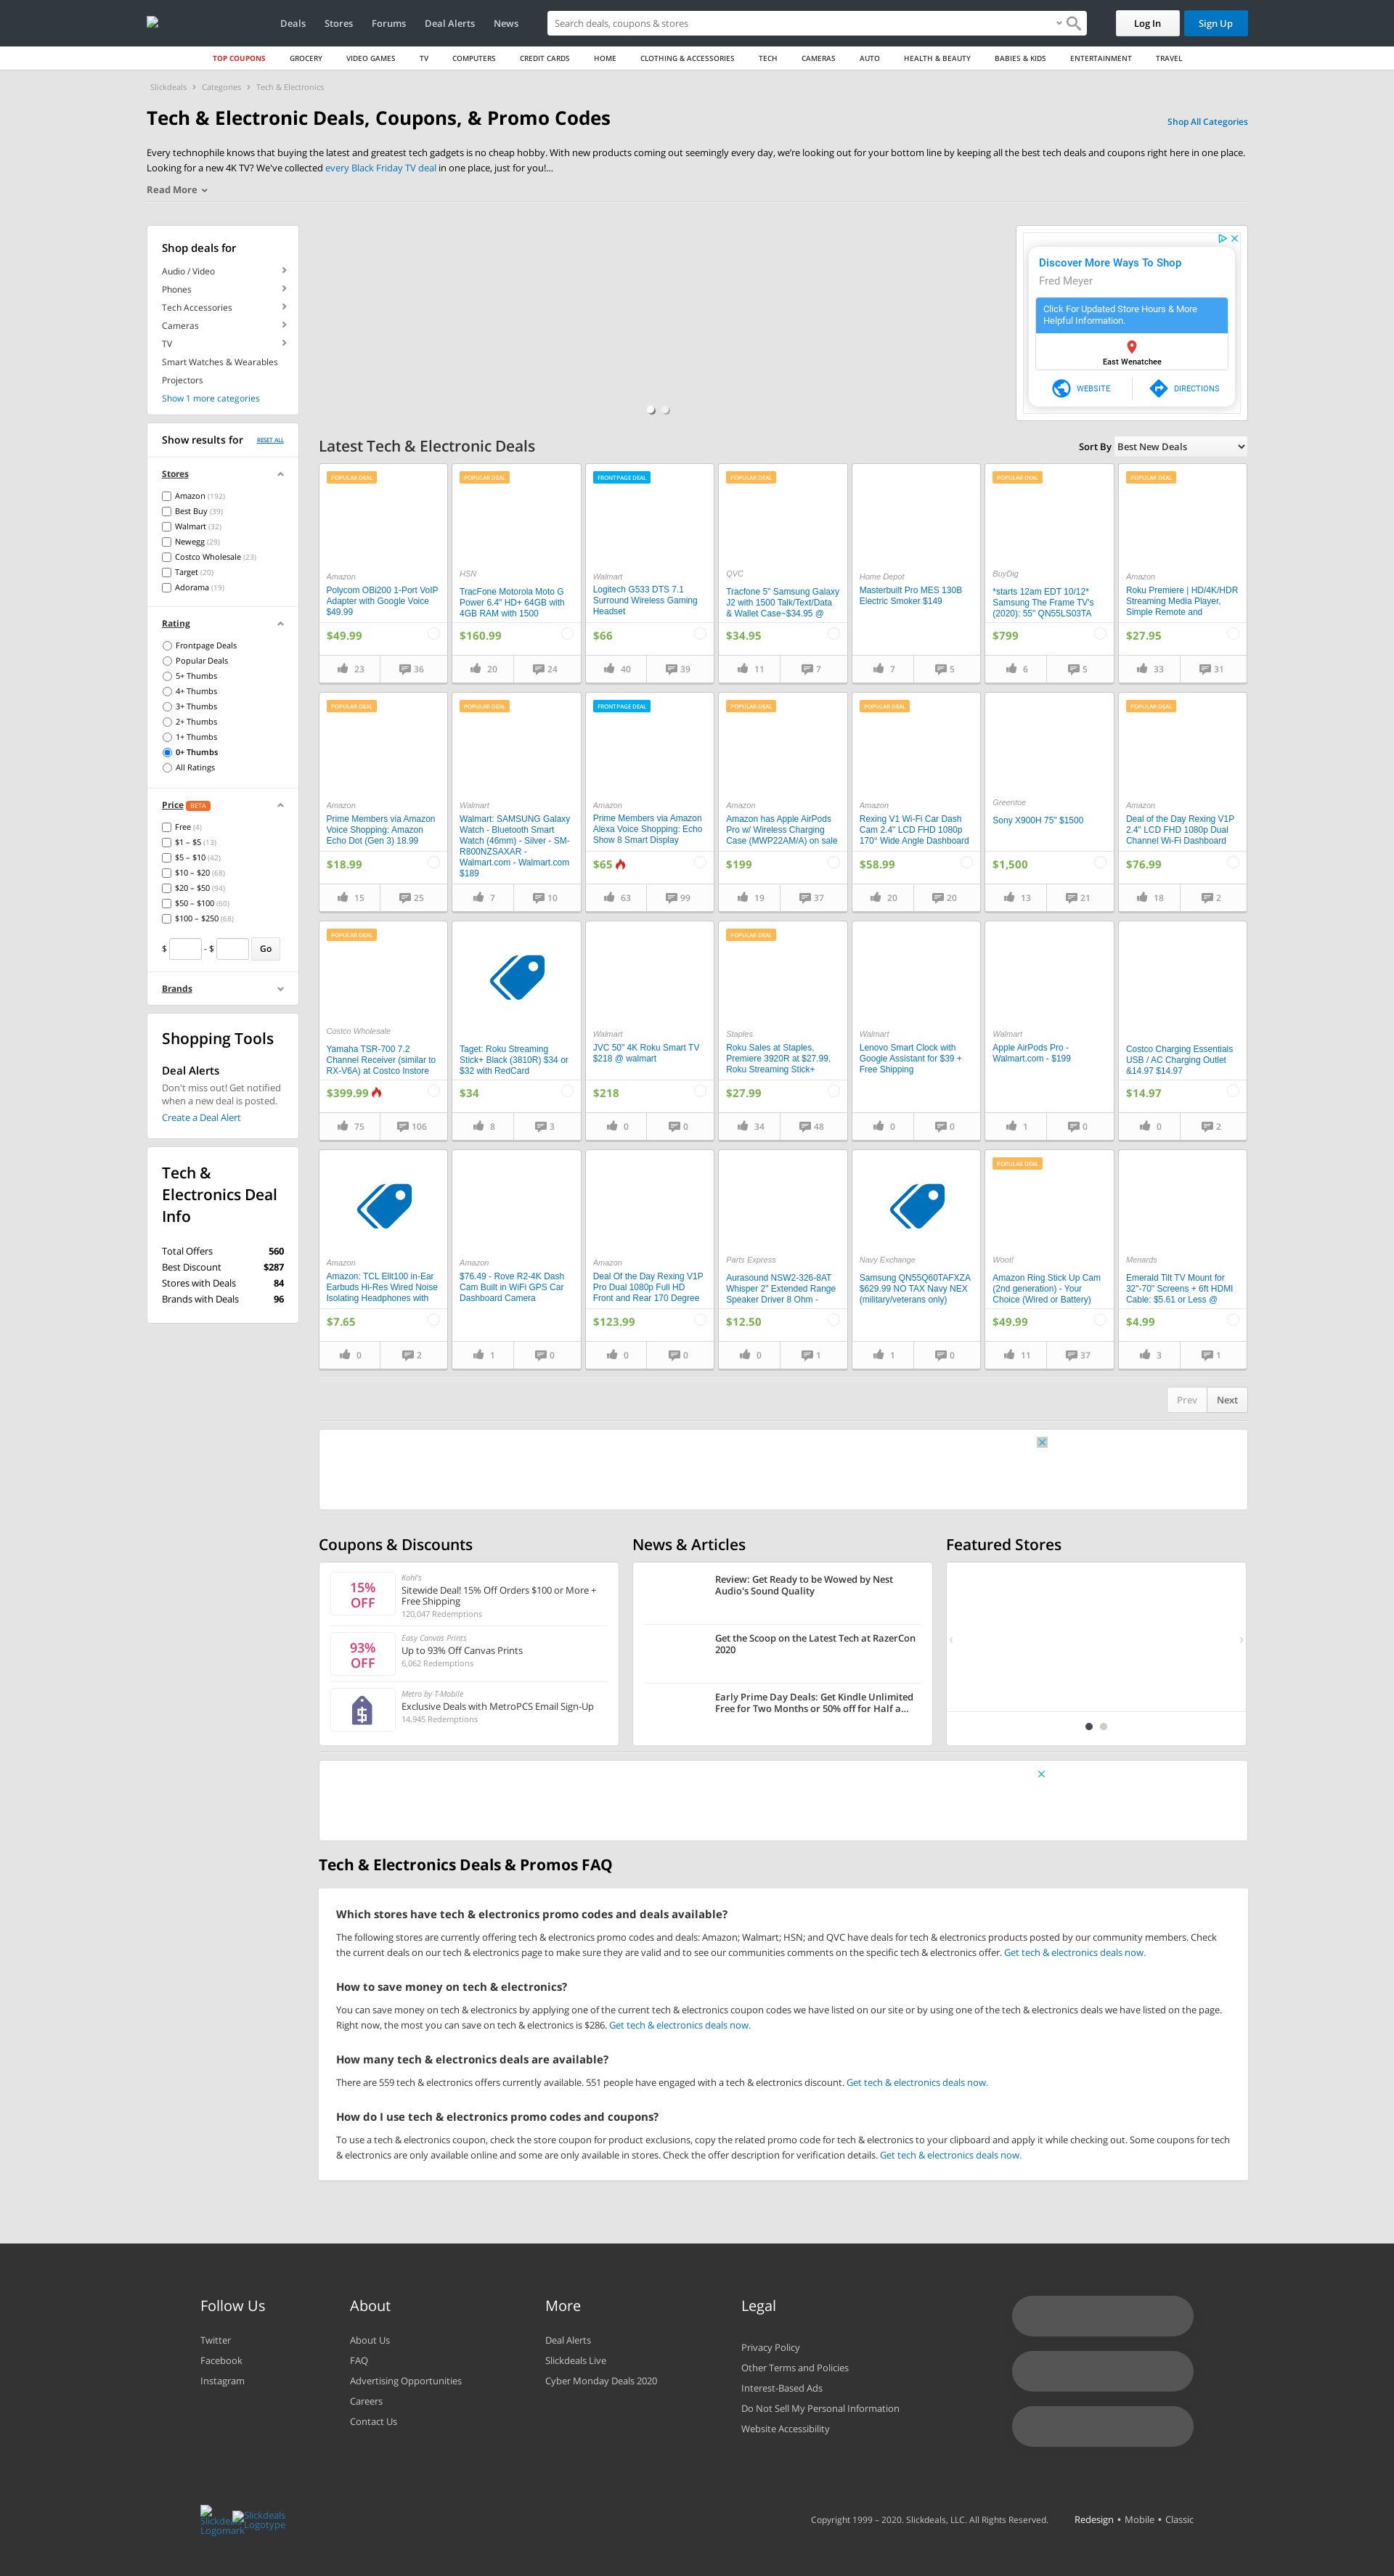 Deals Stores Forums Deal Alerts News Search deals, coupons & stores Log In Sign Up
TOP COUPONS GROCERY VIDEO GAMES TV COMPUTERS CREDIT CARDS HOME CLOTHING & ACCESSORIES TECH CAMERAS AUTO HEALTH & BEAUTY BABIES & KIDS ENTERTAINMENT TRAVEL
Slickdeals › Categories › Tech & Electronics
Tech & Electronic Deals, Coupons, & Promo Codes
Shop All Categories
Every technophile knows that buying the latest and greatest tech gadgets is no cheap hobby. With new products coming out seemingly every day, we're looking out for your bottom line by keeping all the best tech deals and coupons right here in one place.
Looking for a new 4K TV? We've collected every Black Friday TV deal in one place, just for you!...
Read More
Shop deals for
Audio / Video
Phones
Tech Accessories
Cameras
TV
Smart Watches & Wearables
Projectors
Show 1 more categories
Discover More Ways To Shop
Fred Meyer
Click For Updated Store Hours & More
Helpful Information.
East Wenatchee
WEBSITE DIRECTIONS
Show results for RESET ALL
Stores
Amazon (192)
Best Buy (39)
Walmart (32)
Newegg (29)
Costco Wholesale (23)
Target (20)
Adorama (19)
Rating
Frontpage Deals
Popular Deals
5+ Thumbs
4+ Thumbs
3+ Thumbs
2+ Thumbs
1+ Thumbs
0+ Thumbs
All Ratings
Price BETA
Free (4)
$1 – $5 (13)
$5 – $10 (42)
$10 – $20 (68)
$20 – $50 (94)
$50 – $100 (60)
$100 – $250 (68)
$ - $ Go
Brands
Shopping Tools
Deal Alerts
Don't miss out! Get notified
when a new deal is posted.
Create a Deal Alert
Tech &
Electronics Deal
Info
Total Offers 560
Best Discount $287
Stores with Deals 84
Brands with Deals 96
Latest Tech & Electronic Deals
Sort By Best New Deals
POPULAR DEAL
Amazon
Polycom OBi200 1-Port VoIP
Adapter with Google Voice
$49.99
$49.99
23 36
POPULAR DEAL
HSN
TracFone Motorola Moto G
Power 6.4" HD+ 64GB with
4GB RAM with 1500
$160.99
20 24
FRONTPAGE DEAL
Walmart
Logitech G533 DTS 7.1
Surround Wireless Gaming
Headset
$66
40 39
POPULAR DEAL
QVC
Tracfone 5" Samsung Galaxy
J2 with 1500 Talk/Text/Data
& Wallet Case~$34.95 @
$34.95
11 7
Home Depot
Masterbuilt Pro MES 130B
Electric Smoker $149
7 5
POPULAR DEAL
BuyDig
*starts 12am EDT 10/12*
Samsung The Frame TV's
(2020): 55" QN55LS03TA
$799
6 5
POPULAR DEAL
Amazon
Roku Premiere | HD/4K/HDR
Streaming Media Player,
Simple Remote and
$27.95
33 31
POPULAR DEAL
Amazon
Prime Members via Amazon
Voice Shopping: Amazon
Echo Dot (Gen 3) 18.99
$18.99
15 25
POPULAR DEAL
Walmart
Walmart: SAMSUNG Galaxy
Watch - Bluetooth Smart
Watch (46mm) - Silver - SM-
R800NZSAXAR -
Walmart.com - Walmart.com
$189
7 10
FRONTPAGE DEAL
Amazon
Prime Members via Amazon
Alexa Voice Shopping: Echo
Show 8 Smart Display
$65
63 99
POPULAR DEAL
Amazon
Amazon has Apple AirPods
Pro w/ Wireless Charging
Case (MWP22AM/A) on sale
$199
19 37
POPULAR DEAL
Amazon
Rexing V1 Wi-Fi Car Dash
Cam 2.4" LCD FHD 1080p
170° Wide Angle Dashboard
$58.99
20 20
Greentoe
Sony X900H 75" $1500
$1,500
13 21
POPULAR DEAL
Amazon
Deal of the Day Rexing V1P
2.4" LCD FHD 1080p Dual
Channel Wi-Fi Dashboard
$76.99
18 2
POPULAR DEAL
Costco Wholesale
Yamaha TSR-700 7.2
Channel Receiver (similar to
RX-V6A) at Costco Instore
$399.99
75 106
Taget: Roku Streaming
Stick+ Black (3810R) $34 or
$32 with RedCard
$34
8 3
Walmart
JVC 50" 4K Roku Smart TV
$218 @ walmart
$218
0 0
POPULAR DEAL
Staples
Roku Sales at Staples,
Premiere 3920R at $27.99,
Roku Streaming Stick+
$27.99
34 48
Walmart
Lenovo Smart Clock with
Google Assistant for $39 +
Free Shipping
0 0
Walmart
Apple AirPods Pro -
Walmart.com - $199
1 0
Costco Charging Essentials
USB / AC Charging Outlet
&14.97 $14.97
$14.97
0 2
Amazon
Amazon: TCL Elit100 in-Ear
Earbuds Hi-Res Wired Noise
Isolating Headphones with
$7.65
0 2
Amazon
$76.49 - Rove R2-4K Dash
Cam Built in WiFi GPS Car
Dashboard Camera
1 0
Amazon
Deal Of the Day Rexing V1P
Pro Dual 1080p Full HD
Front and Rear 170 Degree
$123.99
0 0
Parts Express
Aurasound NSW2-326-8AT
Whisper 2" Extended Range
Speaker Driver 8 Ohm -
$12.50
0 1
Navy Exchange
Samsung QN55Q60TAFXZA
$629.99 NO TAX Navy NEX
(military/veterans only)
1 0
POPULAR DEAL
Woot!
Amazon Ring Stick Up Cam
(2nd generation) - Your
Choice (Wired or Battery)
$49.99
11 37
Menards
Emerald Tilt TV Mount for
32"-70" Screens + 6ft HDMI
Cable: $5.61 or Less @
$4.99
3 1
Prev Next
Coupons & Discounts
15%
OFF
Kohl's
Sitewide Deal! 15% Off Orders $100 or More +
Free Shipping
120,047 Redemptions
93%
OFF
Easy Canvas Prints
Up to 93% Off Canvas Prints
6,062 Redemptions
Metro by T-Mobile
Exclusive Deals with MetroPCS Email Sign-Up
14,945 Redemptions
News & Articles
Review: Get Ready to be Wowed by Nest
Audio's Sound Quality
Get the Scoop on the Latest Tech at RazerCon
2020
Early Prime Day Deals: Get Kindle Unlimited
Free for Two Months or 50% off for Half a...
Featured Stores
Tech & Electronics Deals & Promos FAQ
Which stores have tech & electronics promo codes and deals available?
The following stores are currently offering tech & electronics promo codes and deals: Amazon; Walmart; HSN; and QVC have deals for tech & electronics products posted by our community members. Check
the current deals on our tech & electronics page to make sure they are valid and to see our communities comments on the specific tech & electronics offer. Get tech & electronics deals now.
How to save money on tech & electronics?
You can save money on tech & electronics by applying one of the current tech & electronics coupon codes we have listed on our site or by using one of the tech & electronics deals we have listed on the page.
Right now, the most you can save on tech & electronics is $286. Get tech & electronics deals now.
How many tech & electronics deals are available?
There are 559 tech & electronics offers currently available. 551 people have engaged with a tech & electronics discount. Get tech & electronics deals now.
How do I use tech & electronics promo codes and coupons?
To use a tech & electronics coupon, check the store coupon for product exclusions, copy the related promo code for tech & electronics to your clipboard and apply it while checking out. Some coupons for tech
& electronics are only available online and some are only available in stores. Check the offer description for verification details. Get tech & electronics deals now.
Follow Us
Twitter
Facebook
Instagram
About
About Us
FAQ
Advertising Opportunities
Careers
Contact Us
More
Deal Alerts
Slickdeals Live
Cyber Monday Deals 2020
Legal
Privacy Policy
Other Terms and Policies
Interest-Based Ads
Do Not Sell My Personal Information
Website Accessibility
Slickdeals
Logomark
Slickdeals
Logotype
Copyright 1999 – 2020. Slickdeals, LLC. All Rights Reserved. Redesign • Mobile • Classic